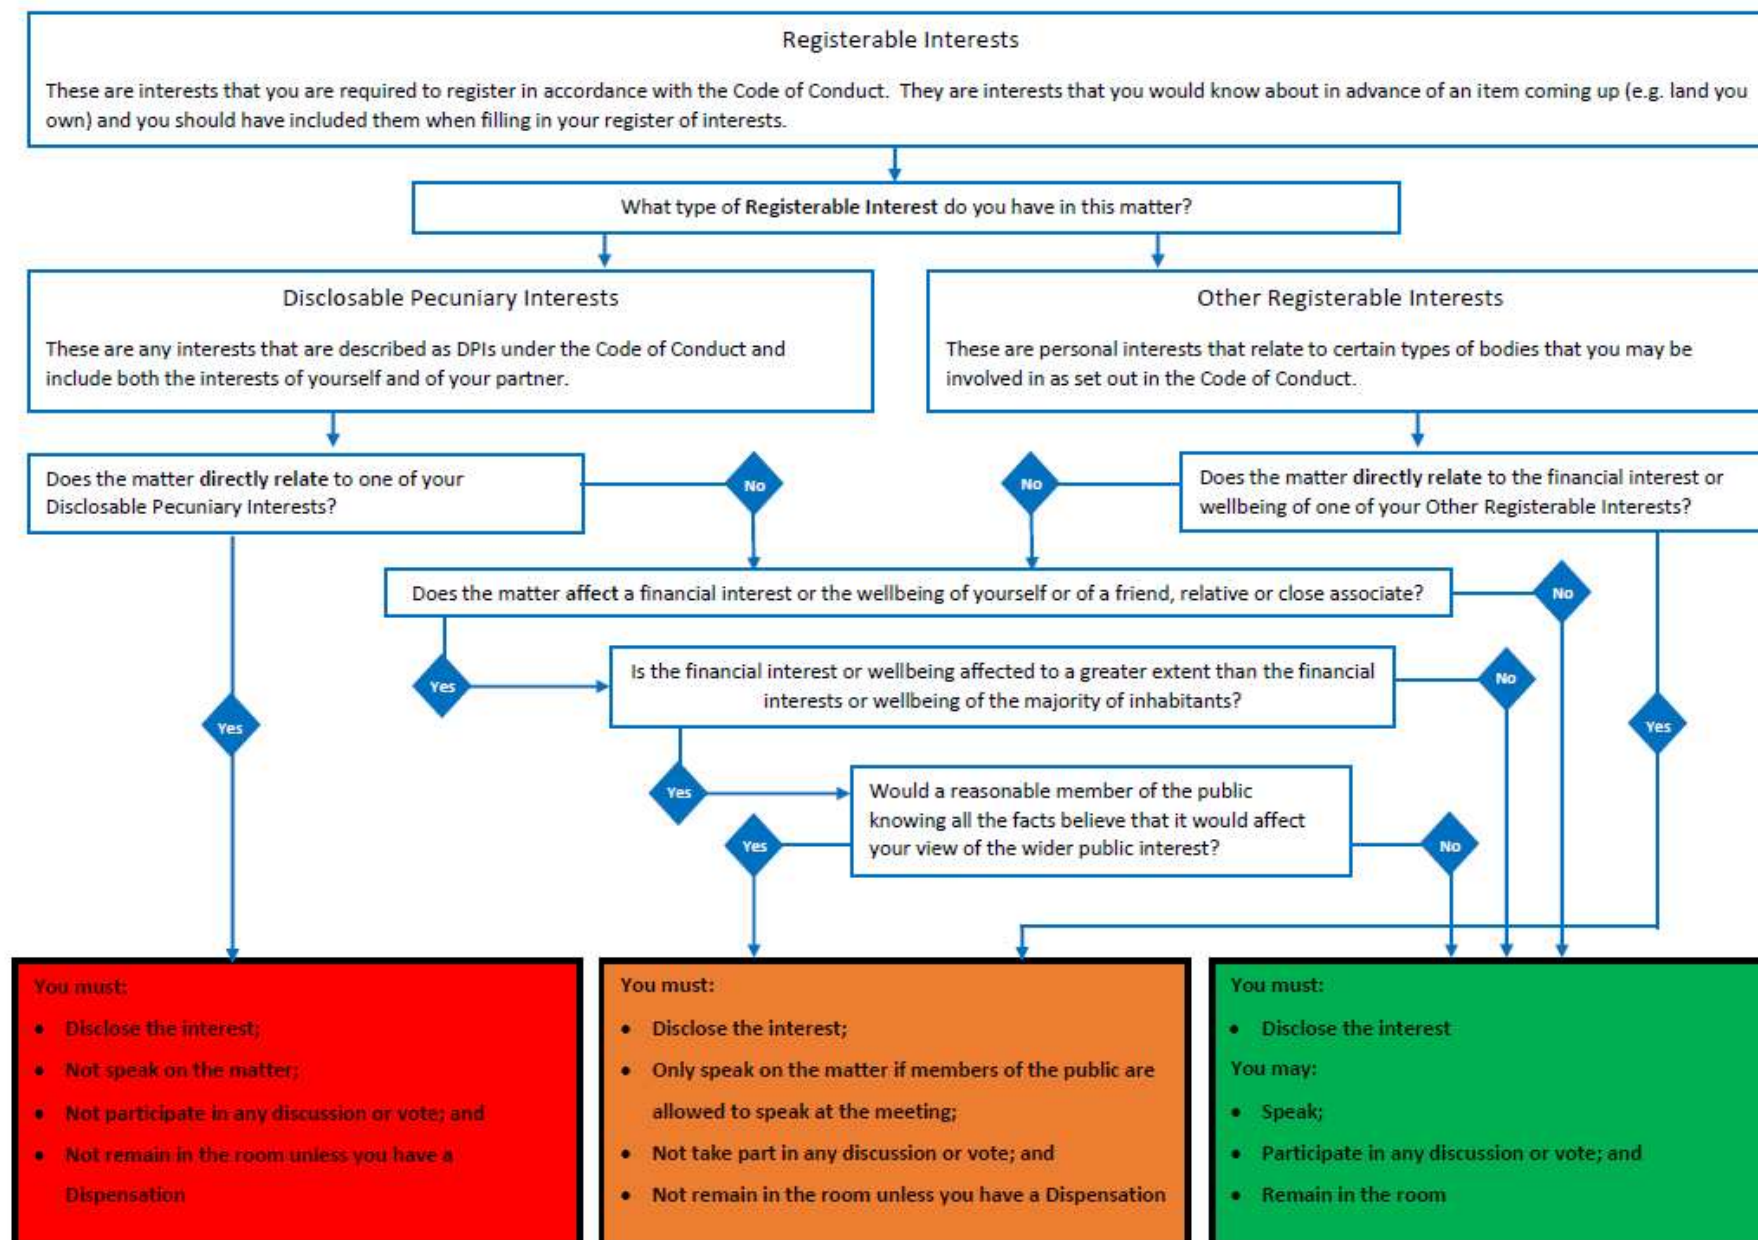 Registerable Interests
These are interests that you are required to register in accordance with the Code of Conduct. They are interests that you would know about in advance of an item coming up (e.g. land you
own) and you should have included them when filling in your register of interests.
What type of Registerable Interest do you have in this matter?
Disclosable Pecuniary Interests
These are any interests that are described as DPIs under the Code of Conduct and
include both the interests of yourself and of your partner.
Other Registerable Interests
These are personal interests that relate to certain types of bodies that you may be
involved in as set out in the Code of Conduct.
Does the matter directly relate to one of your
Disclosable Pecuniary Interests?
No
No
Does the matter directly relate to the financial interest or
wellbeing of one of your Other Registerable Interests?
Does the matter affect a financial interest or the wellbeing of yourself or of a friend, relative or close associate?
No
Yes
Is the financial interest or wellbeing affected to a greater extent than the financial
interests or wellbeing of the majority of inhabitants?
No
Yes
Yes
Yes
Would a reasonable member of the public
knowing all the facts believe that it would affect
your view of the wider public interest?
Yes
No
You must:
• Disclose the interest;
• Not speak on the matter;
• Not participate in any discussion or vote; and
• Not remain in the room unless you have a
Dispensation
You must:
• Disclose the interest;
• Only speak on the matter if members of the public are
allowed to speak at the meeting;
• Not take part in any discussion or vote; and
• Not remain in the room unless you have a Dispensation
You must:
• Disclose the interest
You may:
• Speak;
• Participate in any discussion or vote; and
• Remain in the room